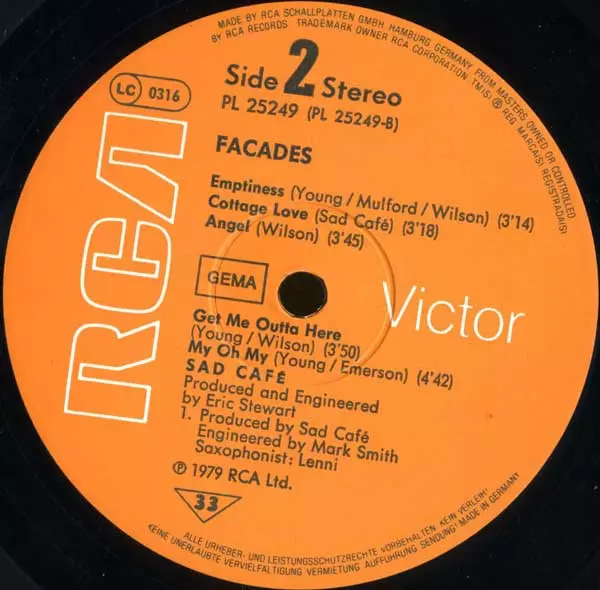 MADE BY RCA SCHALLPLATTEN GMBH, HAMBURG, GERMANY, FROM MASTERS OWNED OR CONTROLLED
BY RCA RECORDS TRADEMARK OWNER RCA CORPORATION TM(S) ® REG. MARCA(S) REGISTRADA(S)
LC 0316
Side 2 Stereo
PL 25249 (PL 25249-B)
FACADES
Emptiness (Young/Mulford/Wilson) (3'14)
Cottage Love (Sad Café) (3'18)
Angel (Wilson) (3'45)
GEMA
RCA
Victor
Get Me Outta Here
(Young/Wilson) (3'50)
My Oh My (Young/Emerson) (4'42)
SAD CAFÉ
Produced and Engineered
by Eric Stewart
1. Produced by Sad Café
Engineered by Mark Smith
Saxophonist: Lenni
℗ 1979 RCA Ltd.
33
ALLE URHEBER- UND LEISTUNGSSCHUTZRECHTE VORBEHALTEN. KEIN VERLEIH!
KEINE UNERLAUBTE VERVIELFÄLTIGUNG, VERMIETUNG, AUFFÜHRUNG, SENDUNG! MADE IN GERMANY